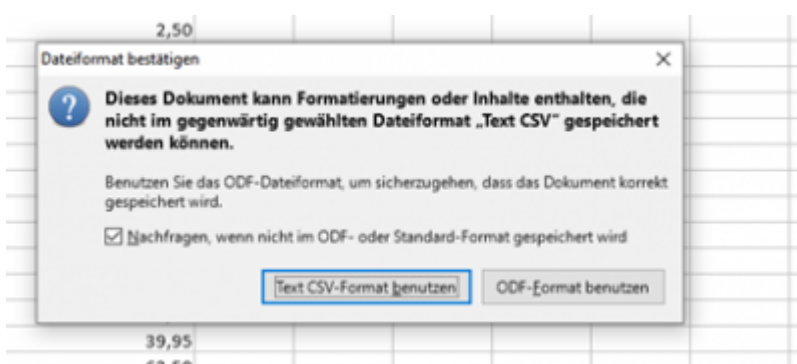 2,50
Dateiformat bestätigen
Dieses Dokument kann Formatierungen oder Inhalte enthalten, die
nicht im gegenwärtig gewählten Dateiformat „Text CSV“ gespeichert
werden können.
Benutzen Sie das ODF-Dateiformat, um sicherzugehen, dass das Dokument korrekt
gespeichert wird.
Nachfragen, wenn nicht im ODF- oder Standard-Format gespeichert wird
Text CSV-Format benutzen
ODF-Format benutzen
39,95